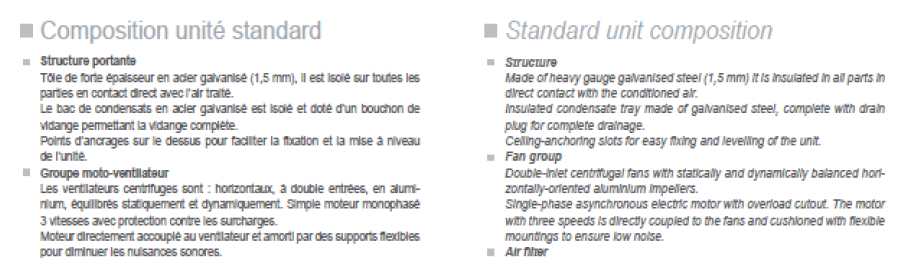 Composition unité standard
Structure portante
Tôle de forte épaisseur en acier galvanisé (1,5 mm), il est isolé sur toutes les
parties en contact direct avec l'air traité.
Le bac de condensats en acier galvanisé est isolé et doté d'un bouchon de
vidange permettant la vidange complète.
Points d'ancrages sur le dessus pour faciliter la fixation et la mise à niveau
de l'unité.
Groupe moto-ventilateur
Les ventilateurs centrifuges sont : horizontaux, à double entrées, en alumi-
nium, équilibrés statiquement et dynamiquement. Simple moteur monophasé
3 vitesses avec protection contre les surcharges.
Moteur directement accouplé au ventilateur et amorti par des supports flexibles
pour diminuer les nuisances sonores.
Standard unit composition
Structure
Made of heavy gauge galvanised steel (1,5 mm) it is insulated in all parts in
direct contact with the conditioned air.
Insulated condensate tray made of galvanised steel, complete with drain
plug for complete drainage.
Ceiling-anchoring slots for easy fixing and levelling of the unit.
Fan group
Double-inlet centrifugal fans with statically and dynamically balanced hori-
zontally-oriented aluminium impellers.
Single-phase asynchronous electric motor with overload cutout. The motor
with three speeds is directly coupled to the fans and cushioned with flexible
mountings to ensure low noise.
Air filter